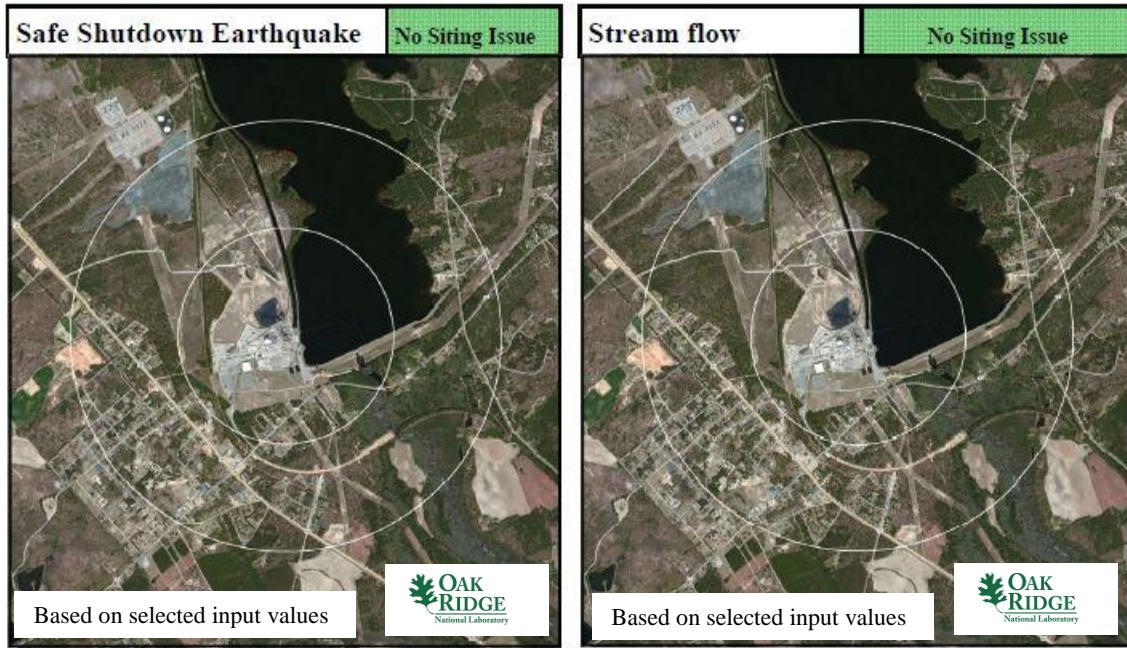 Safe Shutdown Earthquake
No Siting Issue
Based on selected input values
OAK
RIDGE
National Laboratory
Stream flow
No Siting Issue
Based on selected input values
OAK
RIDGE
National Laboratory